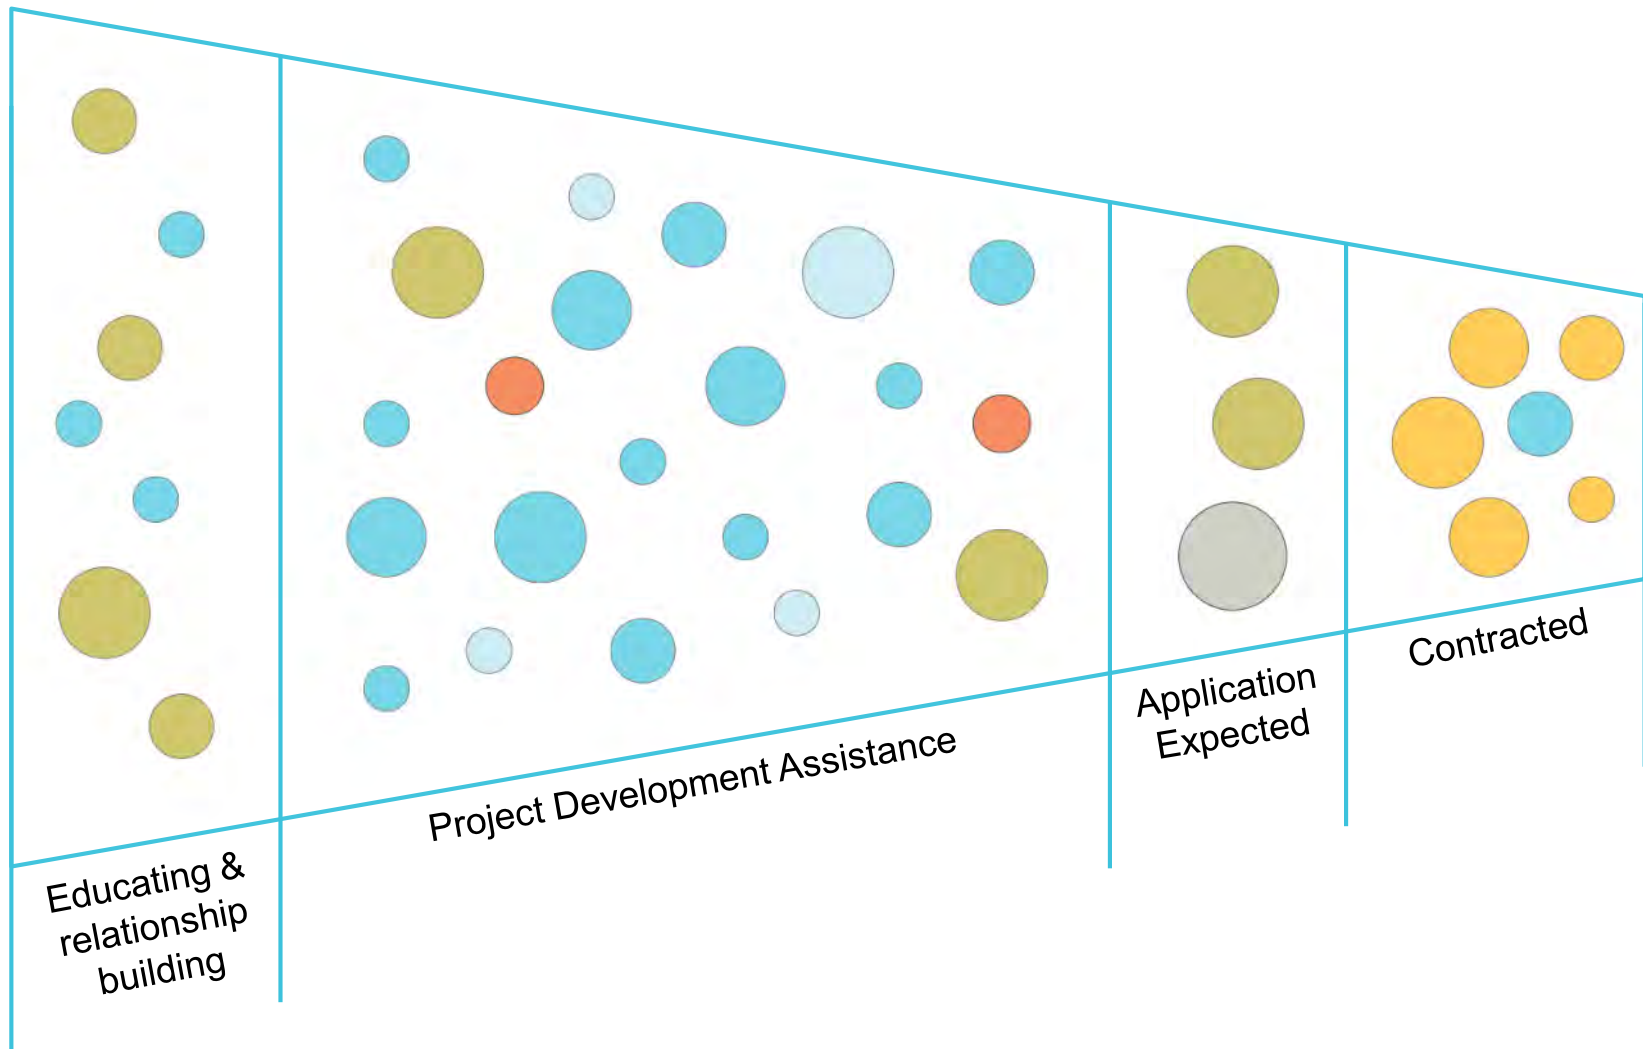 Educating &
relationship
building
Project Development Assistance
Application
Expected
Contracted